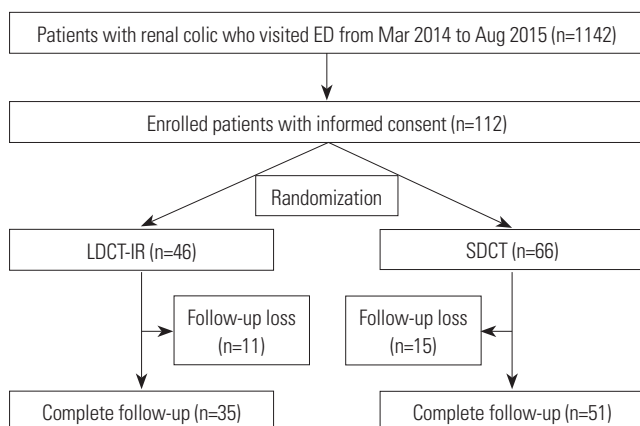 Patients with renal colic who visited ED from Mar 2014 to Aug 2015 (n=1142)
Enrolled patients with informed consent (n=112)
Randomization
LDCT-IR (n=46)
SDCT (n=66)
Follow-up loss
(n=11)
Follow-up loss
(n=15)
Complete follow-up (n=35)
Complete follow-up (n=51)